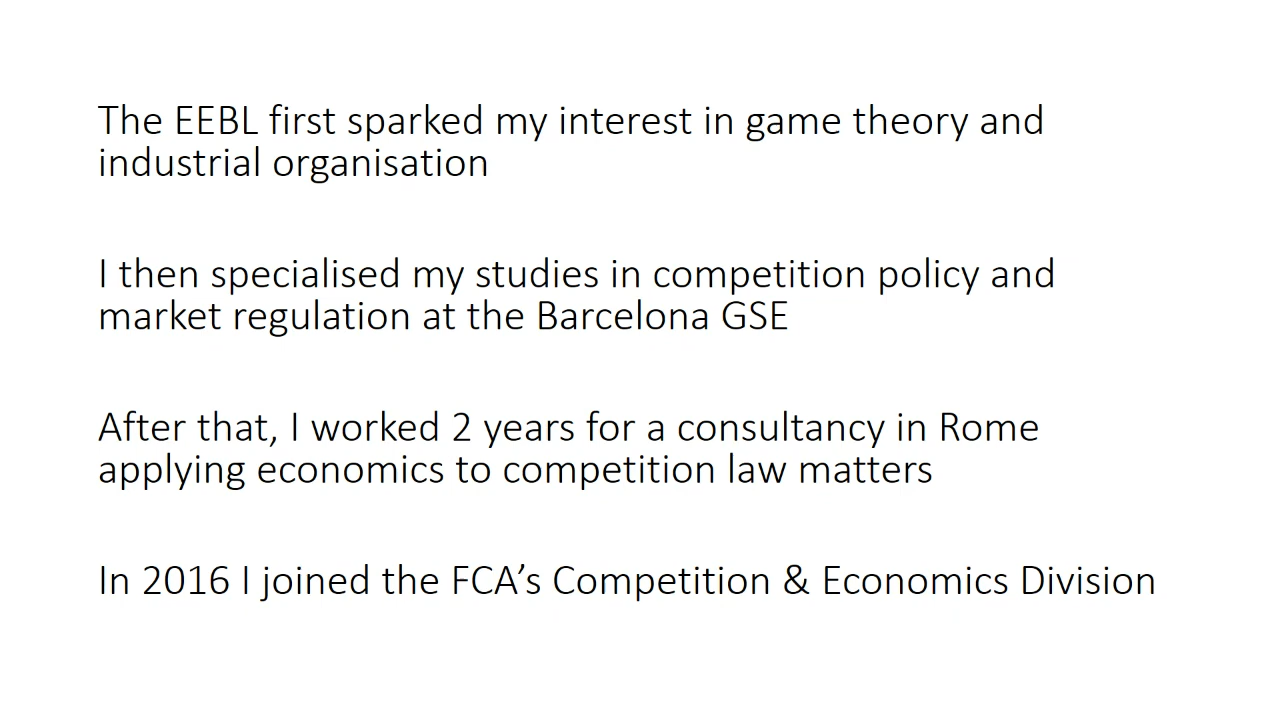 The EEBL first sparked my interest in game theory and
industrial organisation
I then specialised my studies in competition policy and
market regulation at the Barcelona GSE
After that, I worked 2 years for a consultancy in Rome
applying economics to competition law matters
In 2016 I joined the FCA’s Competition & Economics Division